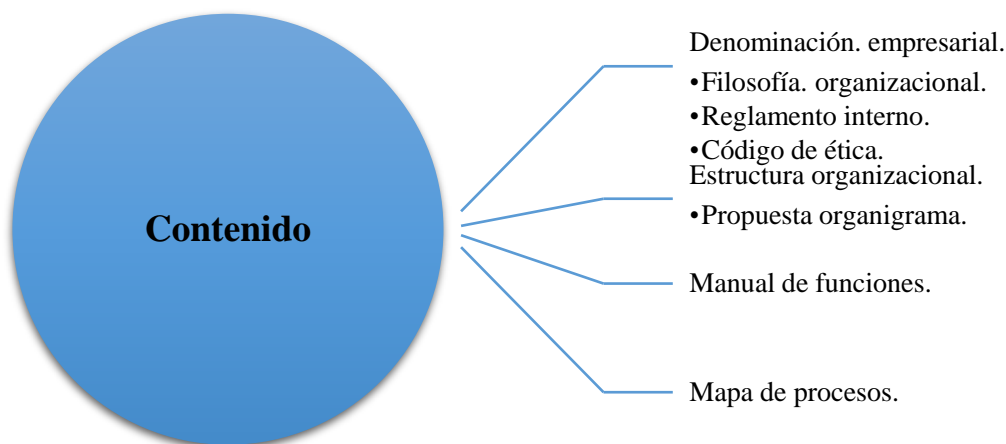 Contenido
Denominación. empresarial.
•Filosofía. organizacional.
•Reglamento interno.
•Código de ética.
Estructura organizacional.
•Propuesta organigrama.
Manual de funciones.
Mapa de procesos.